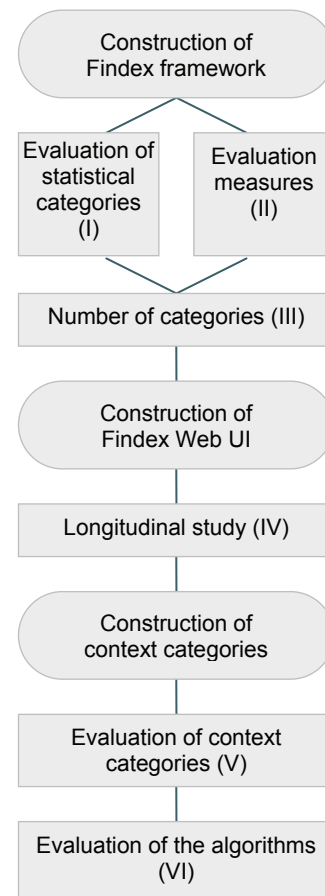 Construction of
Findex framework
Evaluation of
statistical
categories
(I)
Evaluation
measures
(II)
Number of categories (III)
Construction of
Findex Web UI
Longitudinal study (IV)
Construction of
context categories
Evaluation of context
categories (V)
Evaluation of the algorithms
(VI)